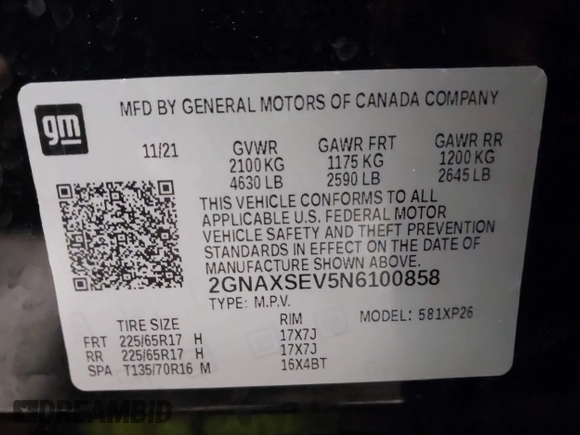 gm
MFD BY GENERAL MOTORS OF CANADA COMPANY
11/21 GVWR GAWR FRT GAWR RR
2100 KG 1175 KG 1200 KG
4630 LB 2590 LB 2645 LB
THIS VEHICLE CONFORMS TO ALL
APPLICABLE U.S. FEDERAL MOTOR
VEHICLE SAFETY AND THEFT PREVENTION
STANDARDS IN EFFECT ON THE DATE OF
MANUFACTURE SHOWN ABOVE.
2GNAXSEV5N6100858
TYPE: M.P.V. MODEL: 581XP26
TIRE SIZE RIM
FRT 225/65R17 H 17X7J
RR 225/65R17 H 17X7J
SPA T135/70R16 M 16X4BT
DREAMBID